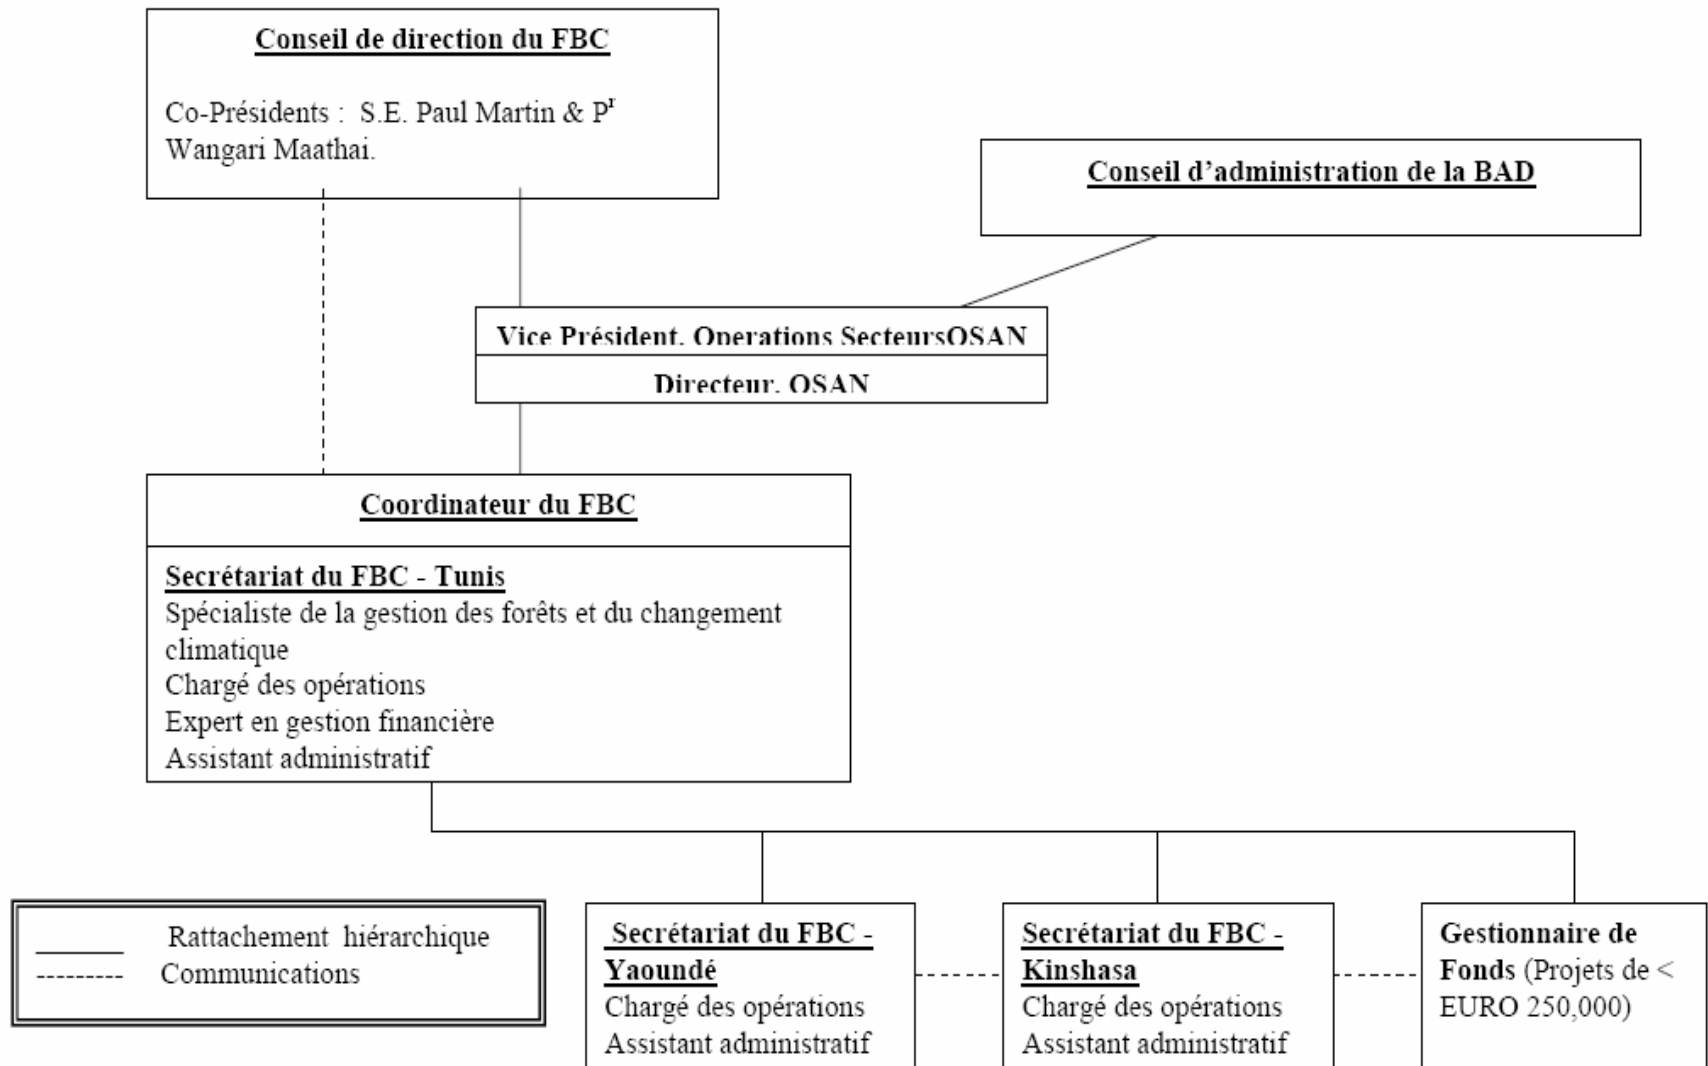 Conseil de direction du FBC
Co-Présidents : S.E. Paul Martin & Pr
Wangari Maathai.
Conseil d’administration de la BAD
Vice Président. Operations SecteursOSAN
Directeur. OSAN
Coordinateur du FBC
Secrétariat du FBC - Tunis
Spécialiste de la gestion des forêts et du changement
climatique
Chargé des opérations
Expert en gestion financière
Assistant administratif
Rattachement hiérarchique
Communications
Secrétariat du FBC -
Yaoundé
Chargé des opérations
Assistant administratif
Secrétariat du FBC -
Kinshasa
Chargé des opérations
Assistant administratif
Gestionnaire de
Fonds (Projets de <
EURO 250,000)